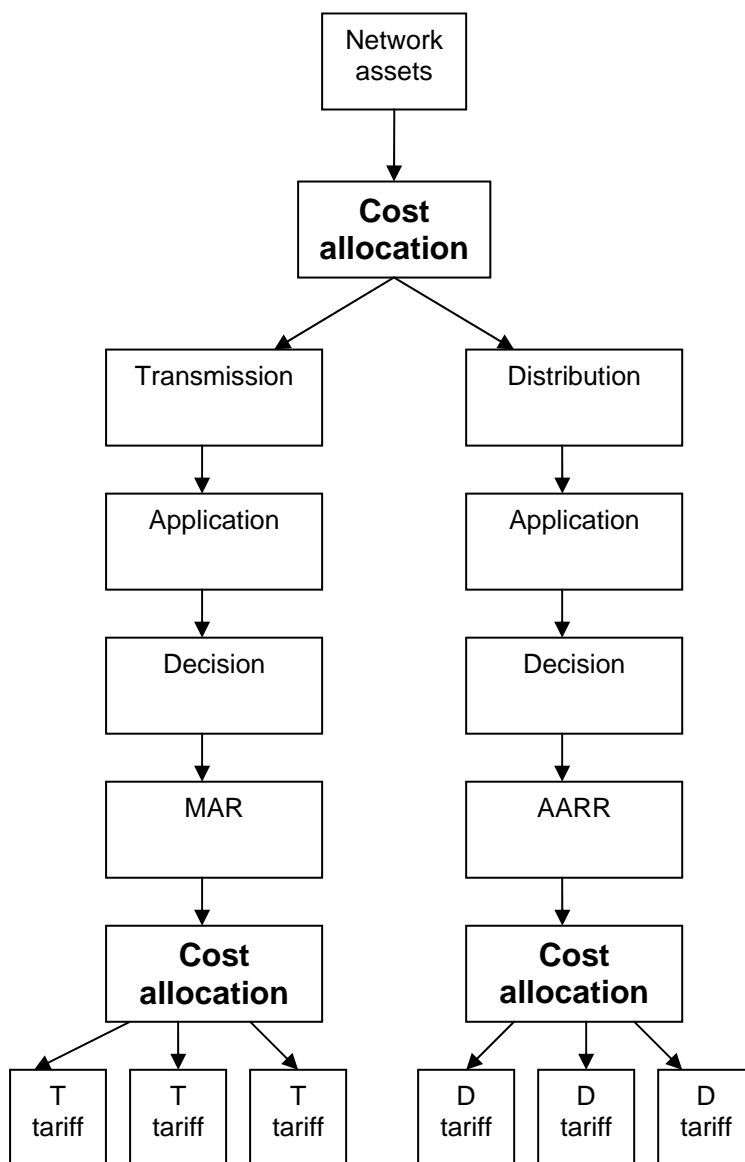 Network
assets
Cost
allocation
Transmission
Distribution
Application
Application
Decision
Decision
MAR
AARR
Cost
allocation
Cost
allocation
T
tariff
T
tariff
T
tariff
D
tariff
D
tariff
D
tariff